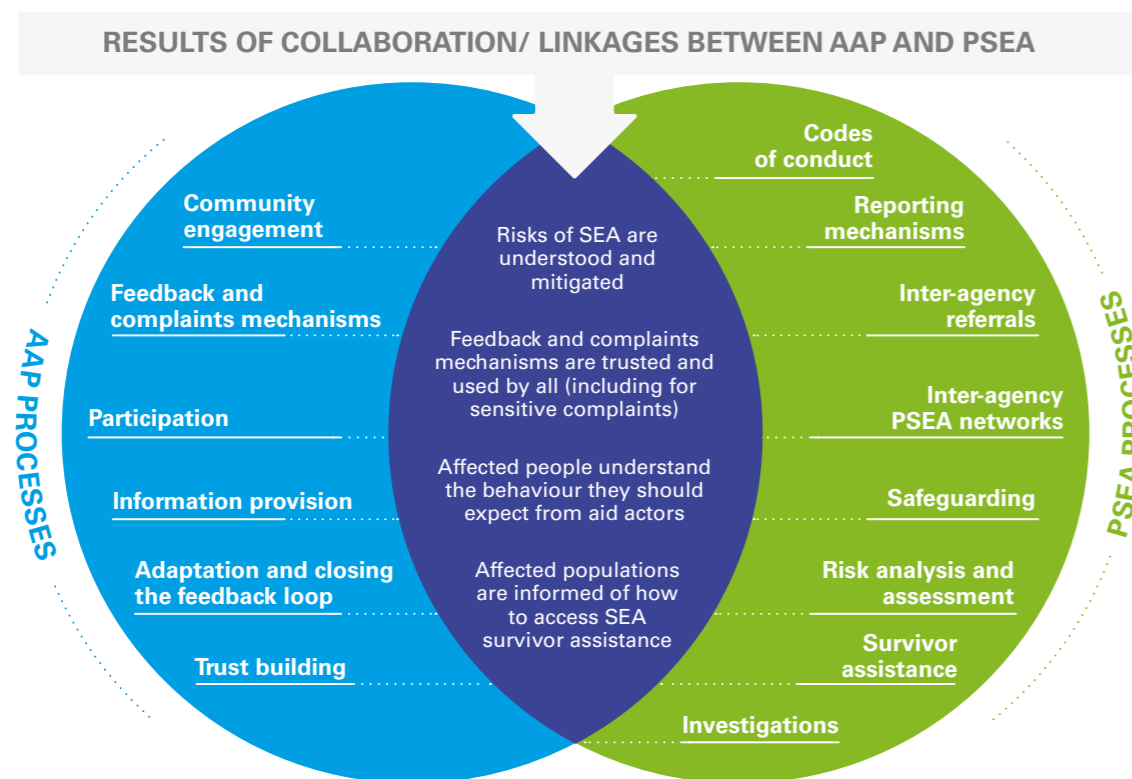 RESULTS OF COLLABORATION/ LINKAGES BETWEEN AAP AND PSEA
AAP PROCESSES
Community
engagement
Feedback and
complaints mechanisms
Participation
Information provision
Adaptation and closing
the feedback loop
Trust building
Risks of SEA are
understood and
mitigated
Feedback and complaints
mechanisms are trusted and
used by all (including for
sensitive complaints)
Affected people understand
the behaviour they should
expect from aid actors
Affected populations
are informed of how
to access SEA
survivor assistance
Codes
of conduct
Reporting
mechanisms
Inter-agency
referrals
Inter-agency
PSEA networks
Safeguarding
Risk analysis and
assessment
Survivor
assistance
Investigations
PSEA PROCESSES